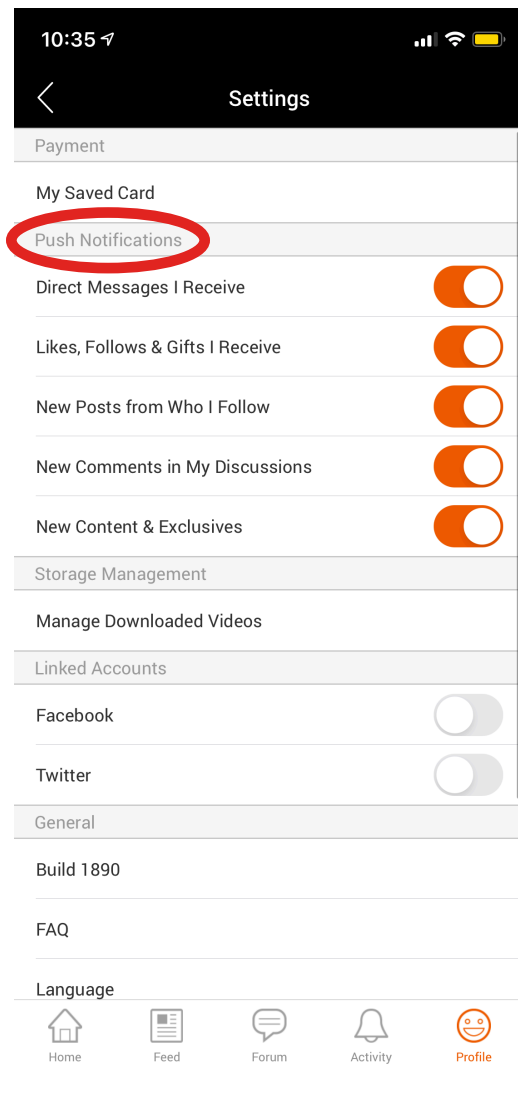 10:35
Settings
Payment
My Saved Card
Push Notifications
Direct Messages I Receive
Likes, Follows & Gifts I Receive
New Posts from Who I Follow
New Comments in My Discussions
New Content & Exclusives
Storage Management
Manage Downloaded Videos
Linked Accounts
Facebook
Twitter
General
Build 1890
FAQ
Language
Home Feed Forum Activity Profile